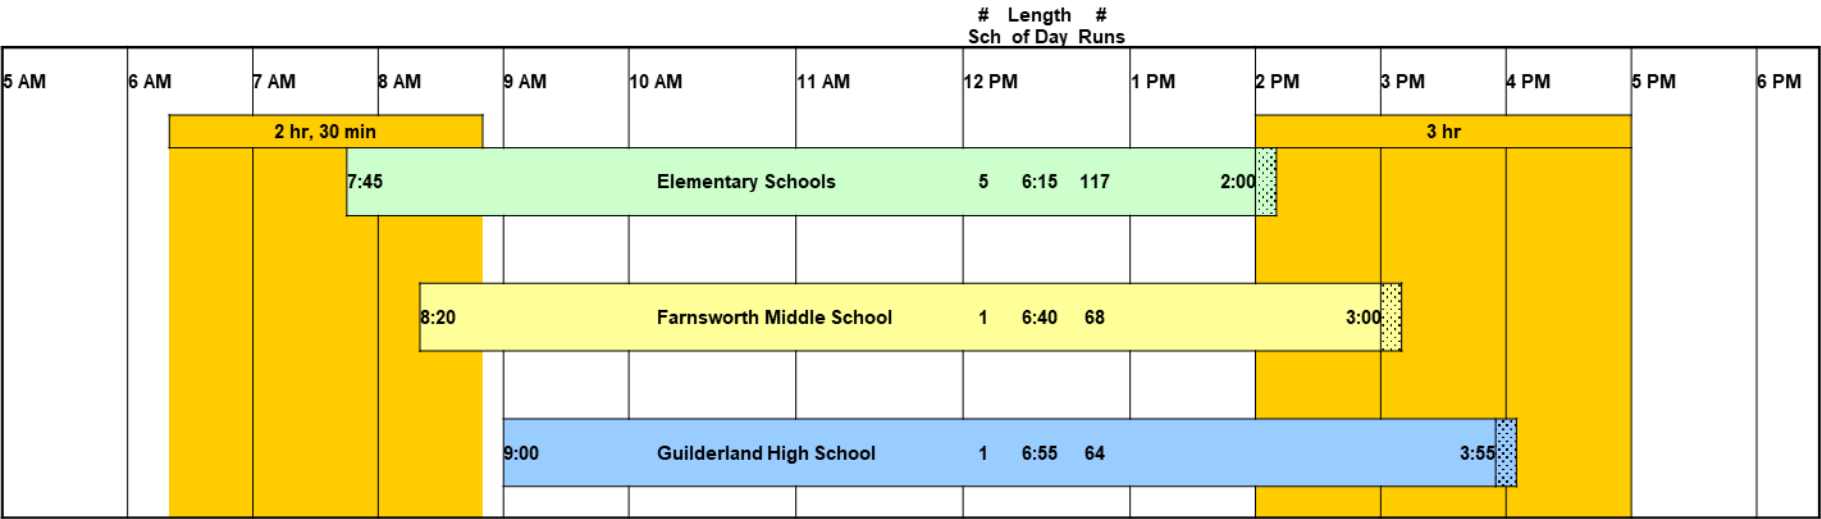 # Length #
Sch of Day Runs
5 AM 6 AM 7 AM 8 AM 9 AM 10 AM 11 AM 12 PM 1 PM 2 PM 3 PM 4 PM 5 PM 6 PM
2 hr, 30 min 3 hr
7:45 Elementary Schools 5 6:15 117 2:00
8:20 Farnsworth Middle School 1 6:40 68 3:00
9:00 Guilderland High School 1 6:55 64 3:55